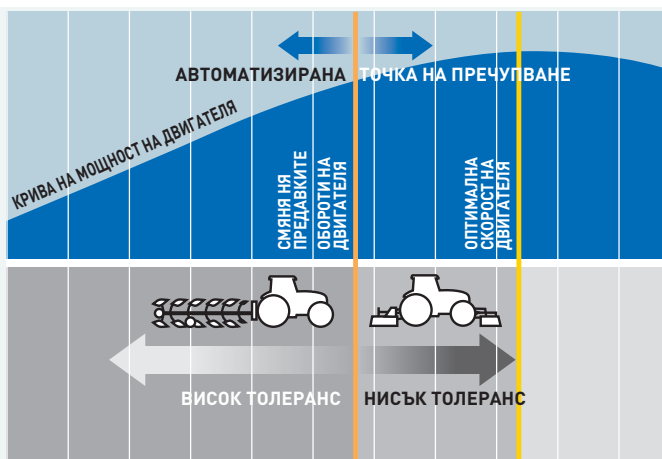 АВТОМАТИЗИРАНА ТОЧКА НА ПРЕЧУПВАНЕ
КРИВА НА МОЩНОСТ НА ДВИГАТЕЛЯ
СМЯНА НЯ
ПРЕДАВКИТЕ
ОБОРОТИ НА
ДВИГАТЕЛЯ
ОПТИМАЛНА
СКОРОСТ НА
ДВИГАТЕЛЯ
ВИСОК ТОЛЕРАНС
НИСЪК ТОЛЕРАНС